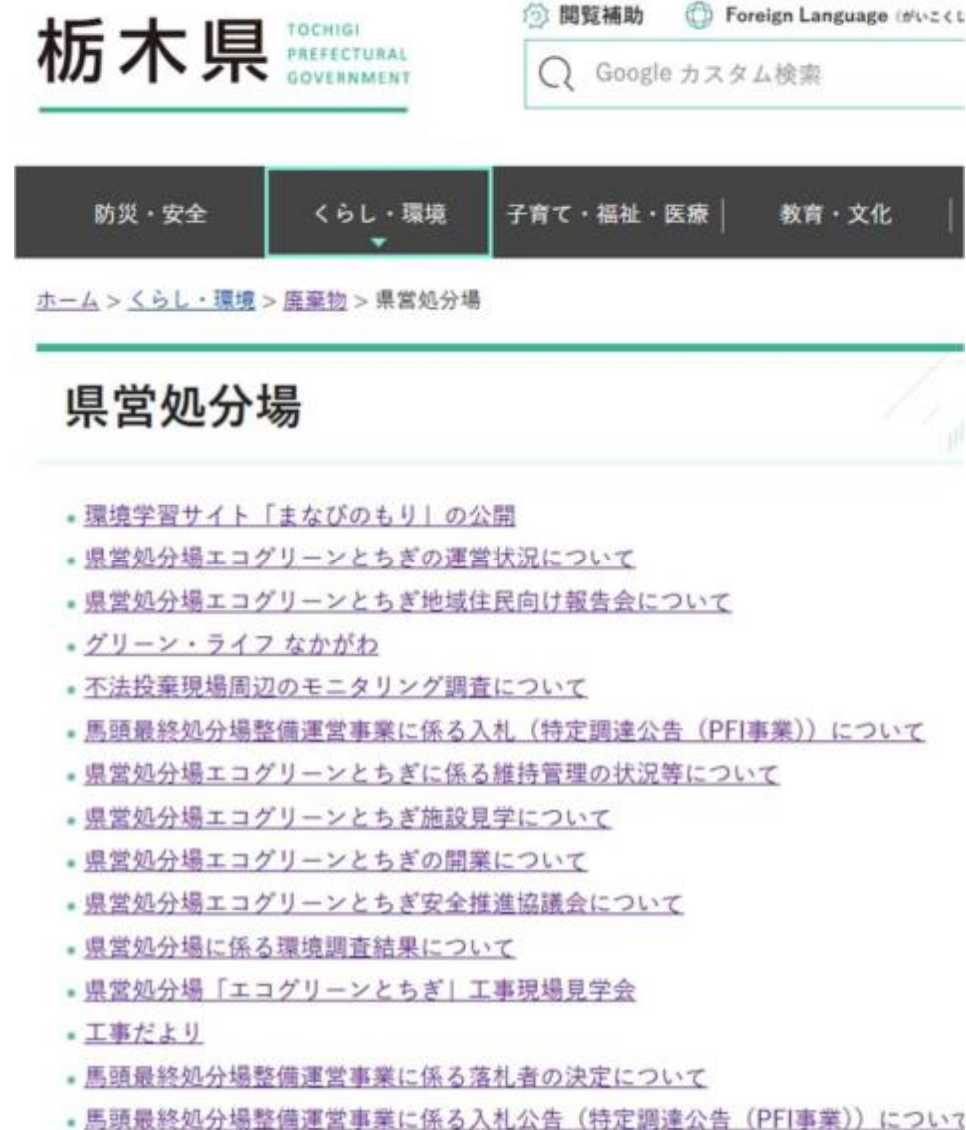 栃木県 TOCHIGI PREFECTURAL GOVERNMENT
閲覧補助 Foreign Language (がいこくし
Google カスタム検索
防災・安全 くらし・環境 子育て・福祉・医療 教育・文化
ホーム > くらし・環境 > 廃棄物 > 県営処分場
県営処分場
環境学習サイト「まなびのもり」の公開
県営処分場エコグリーンとちぎの運営状況について
県営処分場エコグリーンとちぎ地域住民向け報告会について
グリーン・ライフ なかがわ
不法投棄現場周辺のモニタリング調査について
馬頭最終処分場整備運営事業に係る入札（特定調達公告（PFI事業））について
県営処分場エコグリーンとちぎに係る維持管理の状況等について
県営処分場エコグリーンとちぎ施設見学について
県営処分場エコグリーンとちぎの開業について
県営処分場エコグリーンとちぎ安全推進協議会について
県営処分場に係る環境調査結果について
県営処分場「エコグリーンとちぎ」工事現場見学会
工事だより
馬頭最終処分場整備運営事業に係る落札者の決定について
馬頭最終処分場整備運営事業に係る入札公告（特定調達公告（PFI事業））について